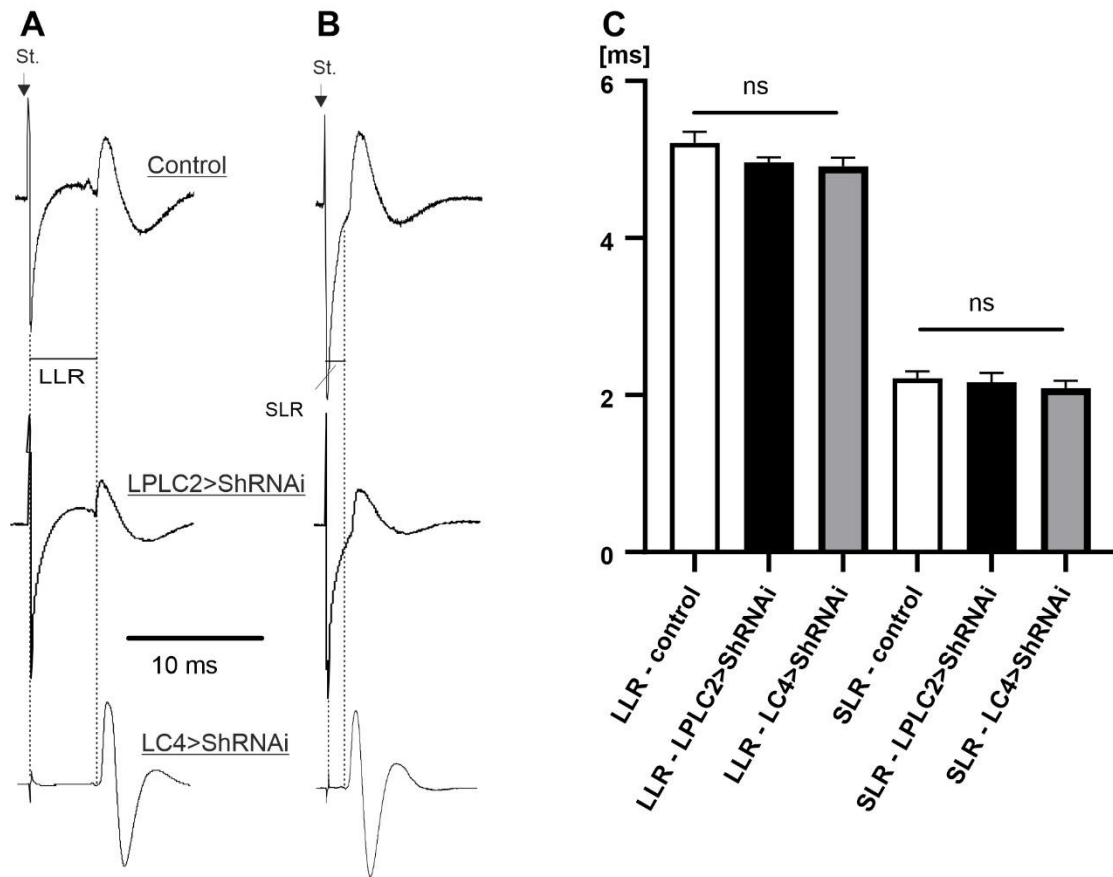 A
St.
Control
LLR
LPLC2>ShRNAi
10 ms
LC4>ShRNAi
B
St.
SLR
C
[ms]
6
4
2
0
ns
ns
LLR - control
LLR - LPLC2>ShRNAi
LLR - LC4>ShRNAi
SLR - control
SLR - LPLC2>ShRNAi
SLR - LC4>ShRNAi